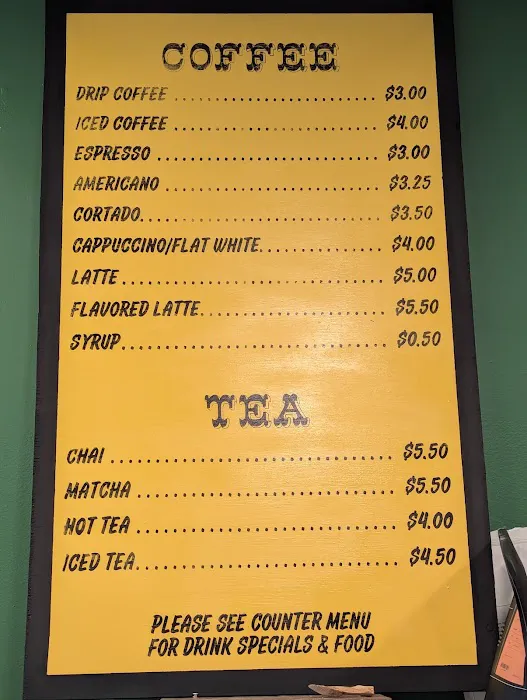 COFFEE
DRIP COFFEE ........................ $3.00
ICED COFFEE ........................ $4.00
ESPRESSO ........................... $3.00
AMERICANO .......................... $3.25
CORTADO............................. $3.50
CAPPUCCINO/FLAT WHITE............... $4.00
LATTE............................... $5.00
FLAVORED LATTE...................... $5.50
SYRUP............................... $0.50
TEA
CHAI ............................... $5.50
MATCHA ............................. $5.50
HOT TEA ............................ $4.00
ICED TEA............................ $4.50
PLEASE SEE COUNTER MENU
FOR DRINK SPECIALS & FOOD